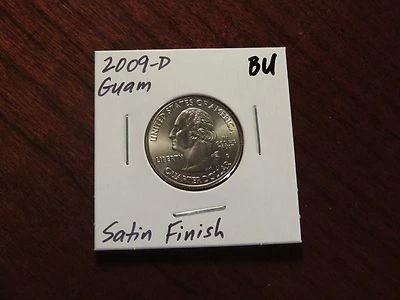 2009-D
BU
Guam
UNITED STATES OF AMERICA
LIBERTY
QUARTER DOLLAR
Satin Finish